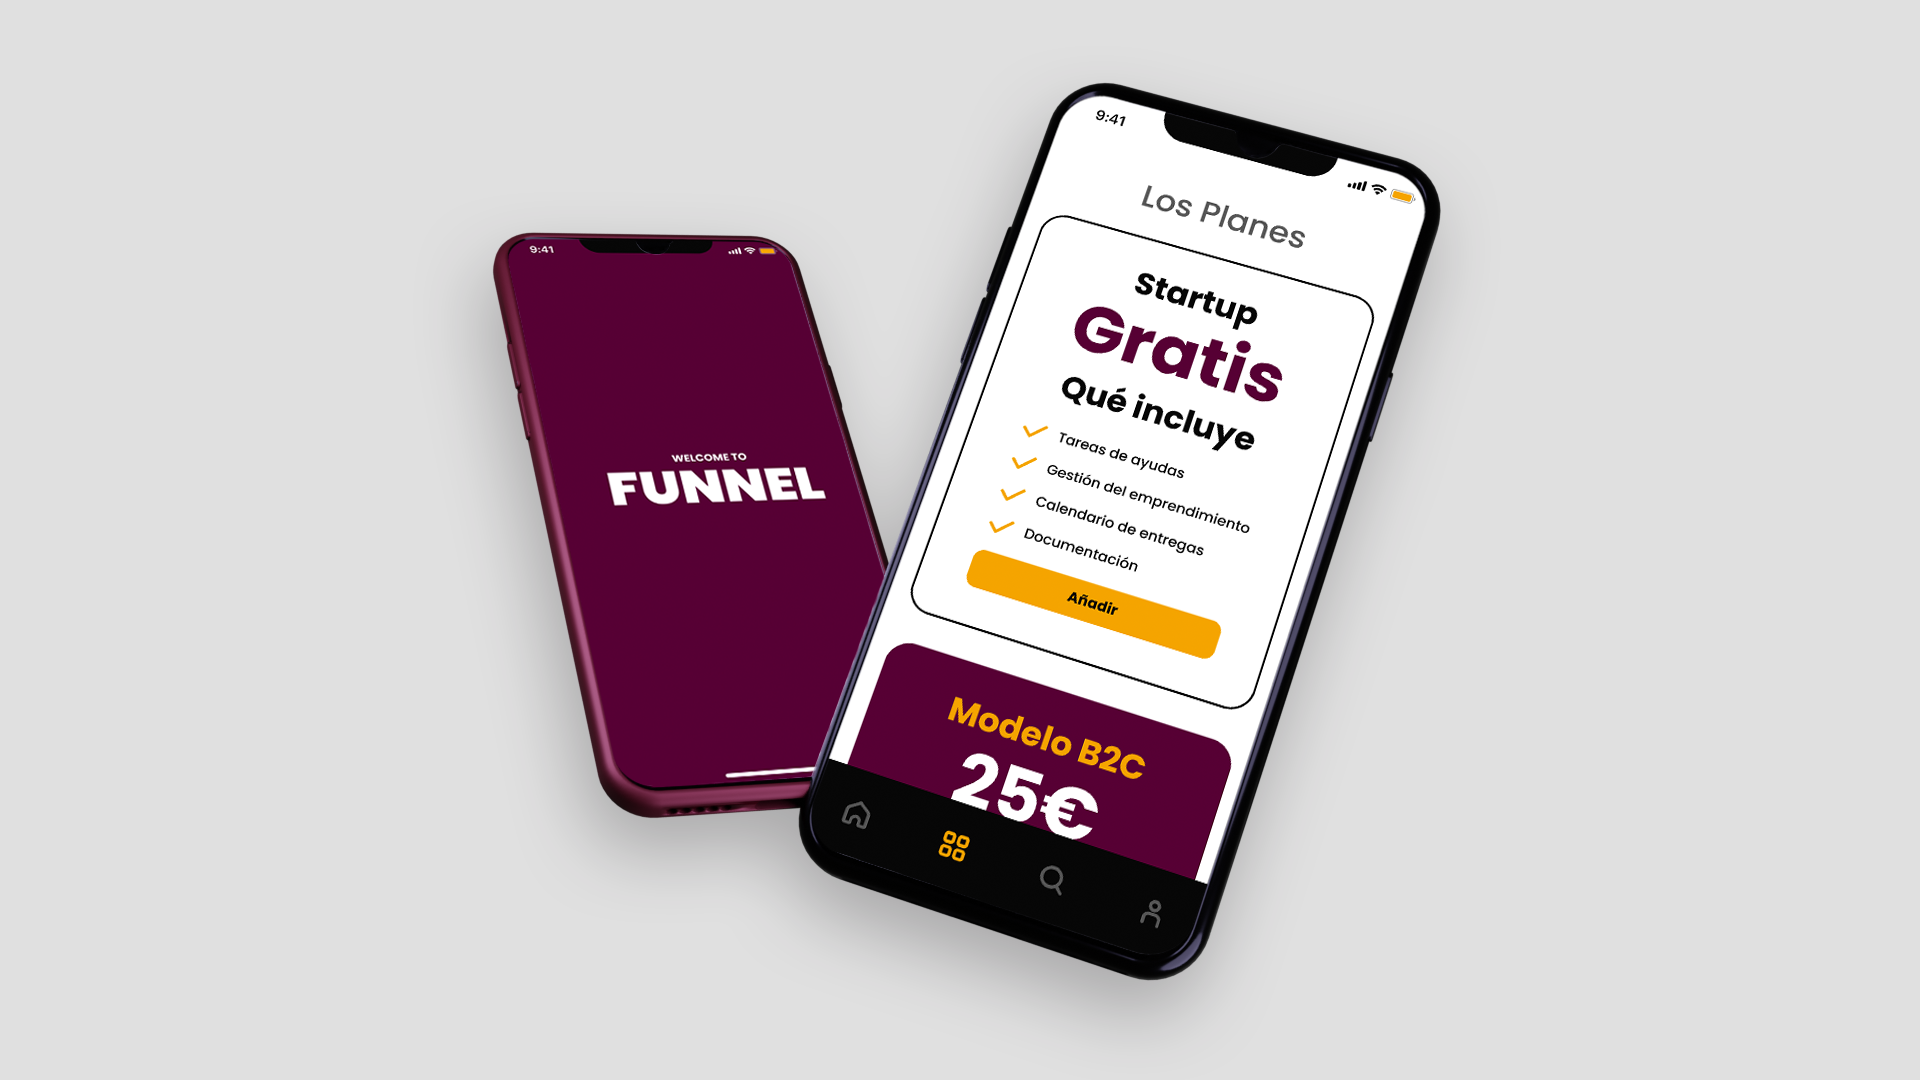 9:41
WELCOME TO
FUNNEL
9:41
Los Planes
Startup
Gratis
Qué incluye
Tareas de ayudas
Gestión del emprendimiento
Calendario de entregas
Documentación
Añadir
Modelo B2C
25€